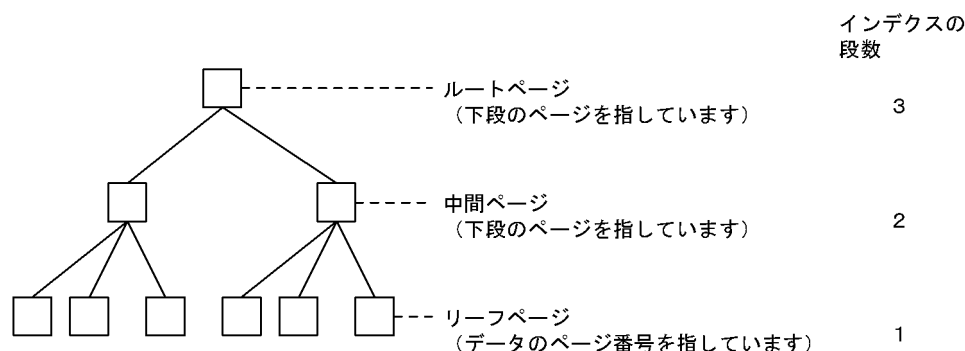 インデクスの
段数
ルートページ
（下段のページを指しています）
3
中間ページ
（下段のページを指しています）
2
リーフページ
（データのページ番号を指しています）
1